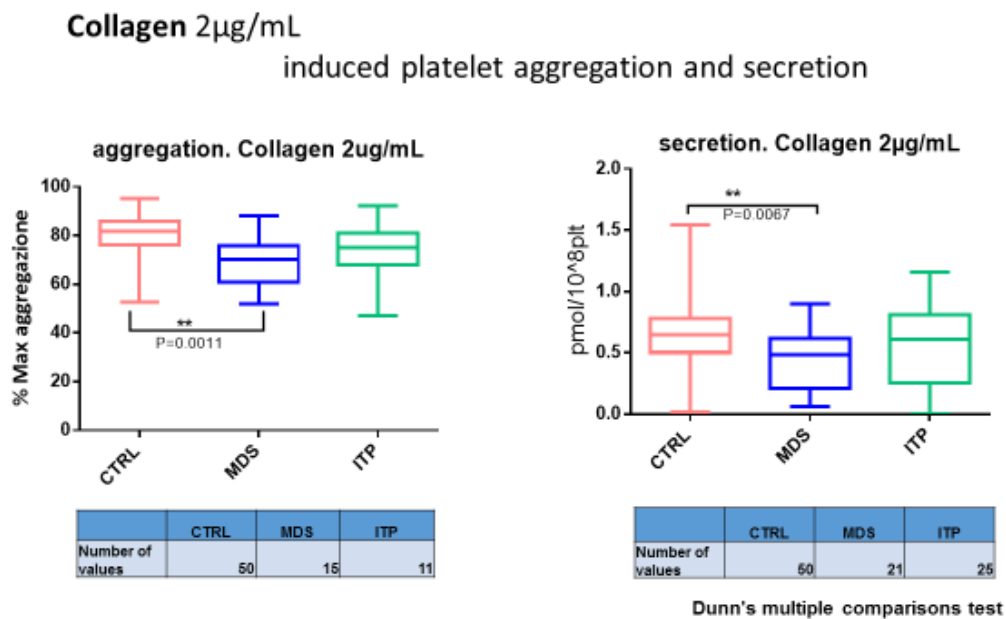 Collagen 2µg/mL
induced platelet aggregation and secretion
aggregation. Collagen 2ug/mL
% Max aggregazione
100
80
60
40
20
0
**
P=0.0011
CTRL
MDS
ITP
CTRL MDS ITP
Number of
values 50 15 11
secretion. Collagen 2µg/mL
pmol/10^8plt
2.0
1.5
1.0
0.5
0.0
**
P=0.0067
CTRL
MDS
ITP
CTRL MDS ITP
Number of
values 50 21 25
Dunn's multiple comparisons test